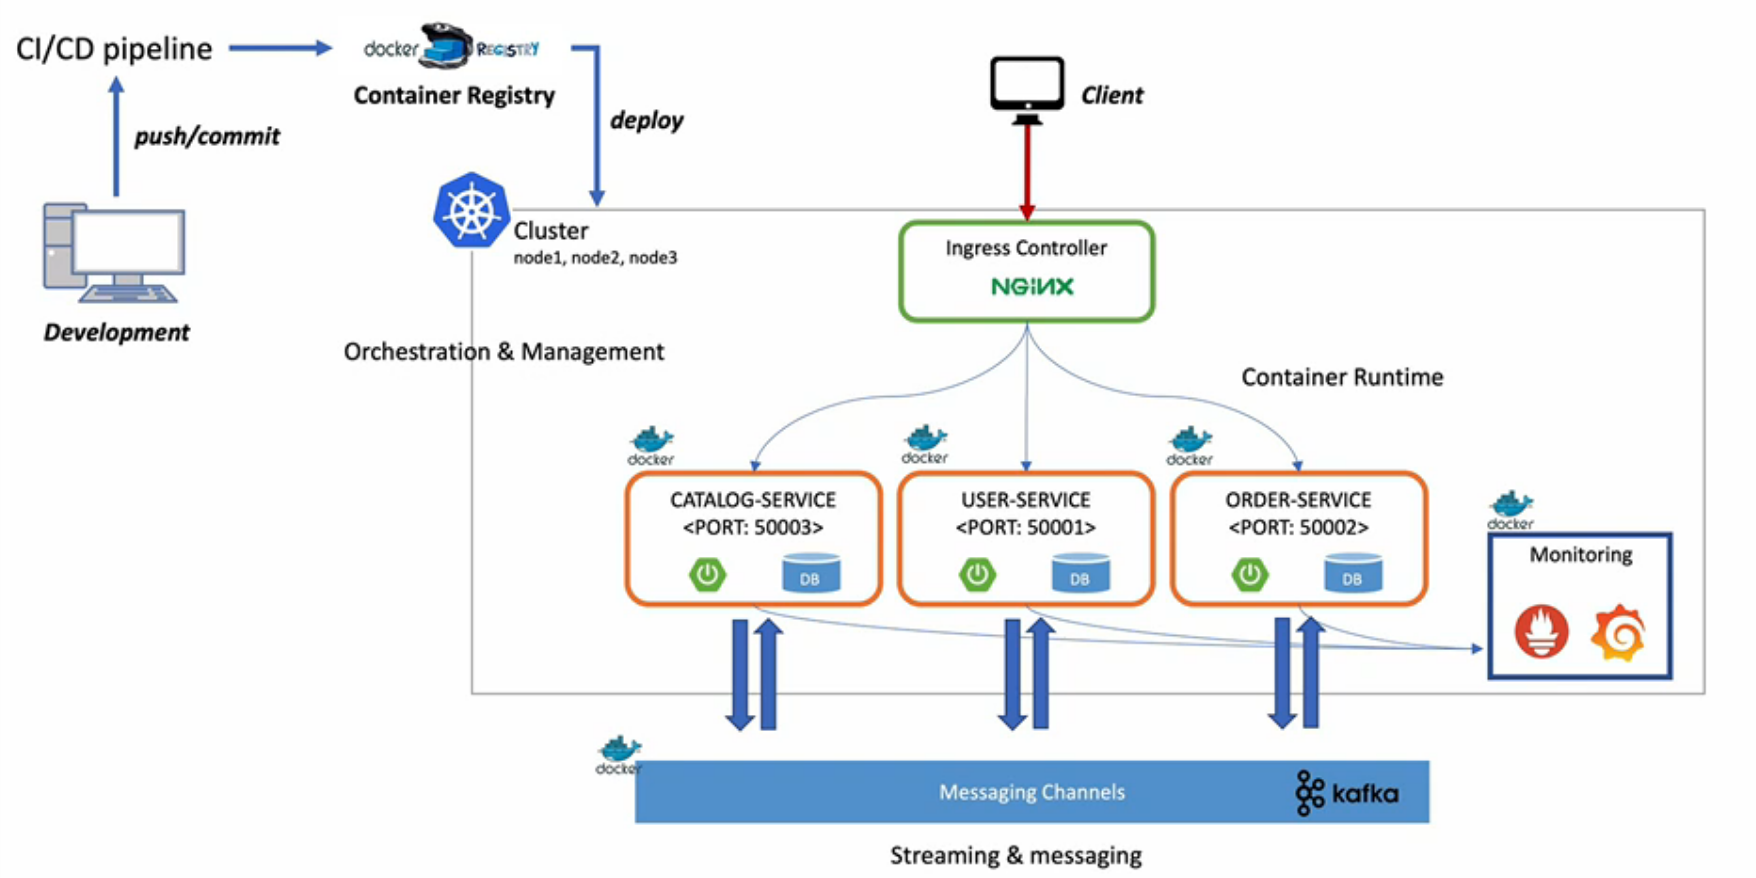 CI/CD pipeline
docker REGISTRY
Container Registry
push/commit
deploy
Client
Development
Cluster
node1, node2, node3
Ingress Controller
NGINX
Orchestration & Management
Container Runtime
docker
docker
docker
CATALOG-SERVICE
<PORT: 50003>
DB
USER-SERVICE
<PORT: 50001>
DB
ORDER-SERVICE
<PORT: 50002>
DB
docker
Monitoring
docker
Messaging Channels
kafka
Streaming & messaging